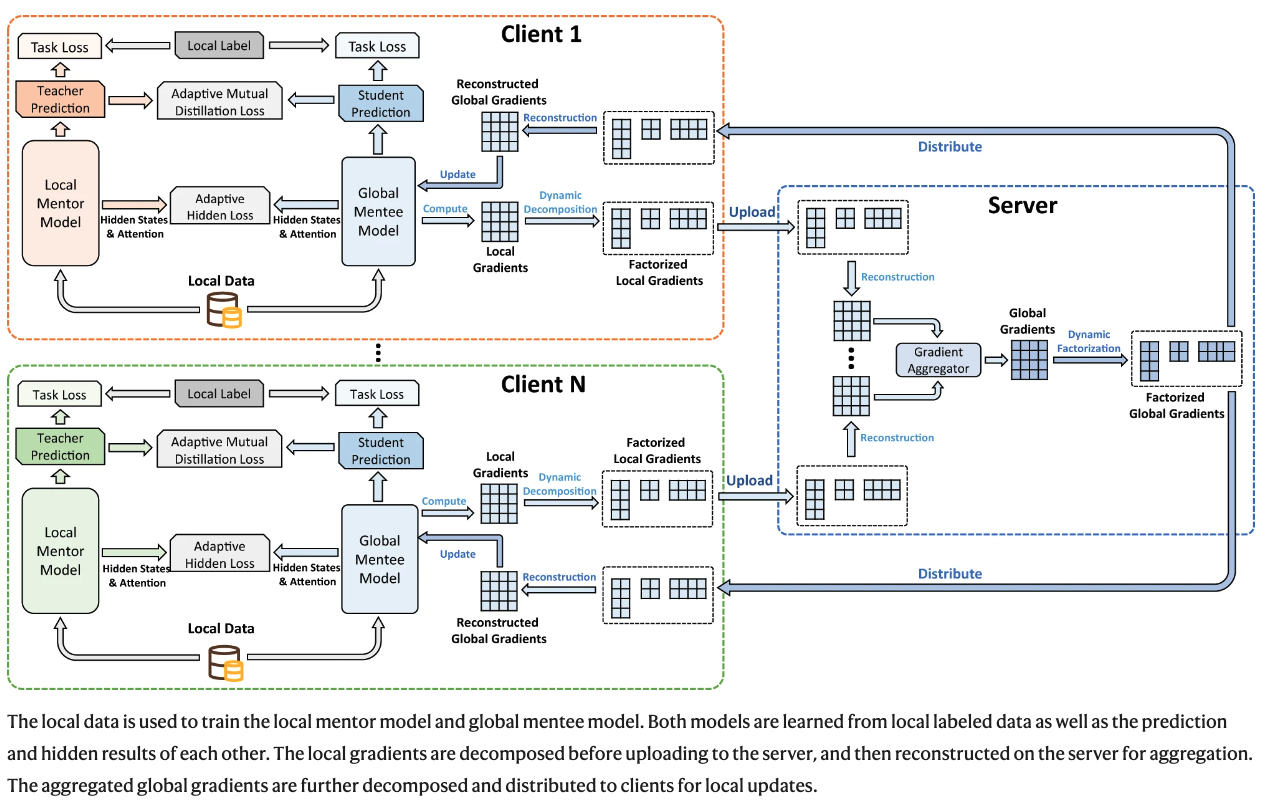 Client 1
Task Loss
Local Label
Task Loss
Teacher
Prediction
Adaptive Mutual
Distillation Loss
Student
Prediction
Reconstructed
Global Gradients
Reconstruction
Distribute
Local
Mentor
Model
Hidden States
& Attention
Adaptive
Hidden Loss
Hidden States
& Attention
Global
Mentee
Model
Update
Compute
Local
Gradients
Dynamic
Decomposition
Factorized
Local Gradients
Upload
Local Data
Server
Reconstruction
Gradient
Aggregator
Global
Gradients
Dynamic
Factorization
Factorized
Global Gradients
Reconstruction
Client N
Task Loss
Local Label
Task Loss
Teacher
Prediction
Adaptive Mutual
Distillation Loss
Student
Prediction
Local
Mentor
Model
Hidden States
& Attention
Adaptive
Hidden Loss
Hidden States
& Attention
Global
Mentee
Model
Compute
Local
Gradients
Dynamic
Decomposition
Factorized
Local Gradients
Upload
Update
Reconstruction
Reconstructed
Global Gradients
Distribute
Local Data
The local data is used to train the local mentor model and global mentee model. Both models are learned from local labeled data as well as the prediction
and hidden results of each other. The local gradients are decomposed before uploading to the server, and then reconstructed on the server for aggregation.
The aggregated global gradients are further decomposed and distributed to clients for local updates.